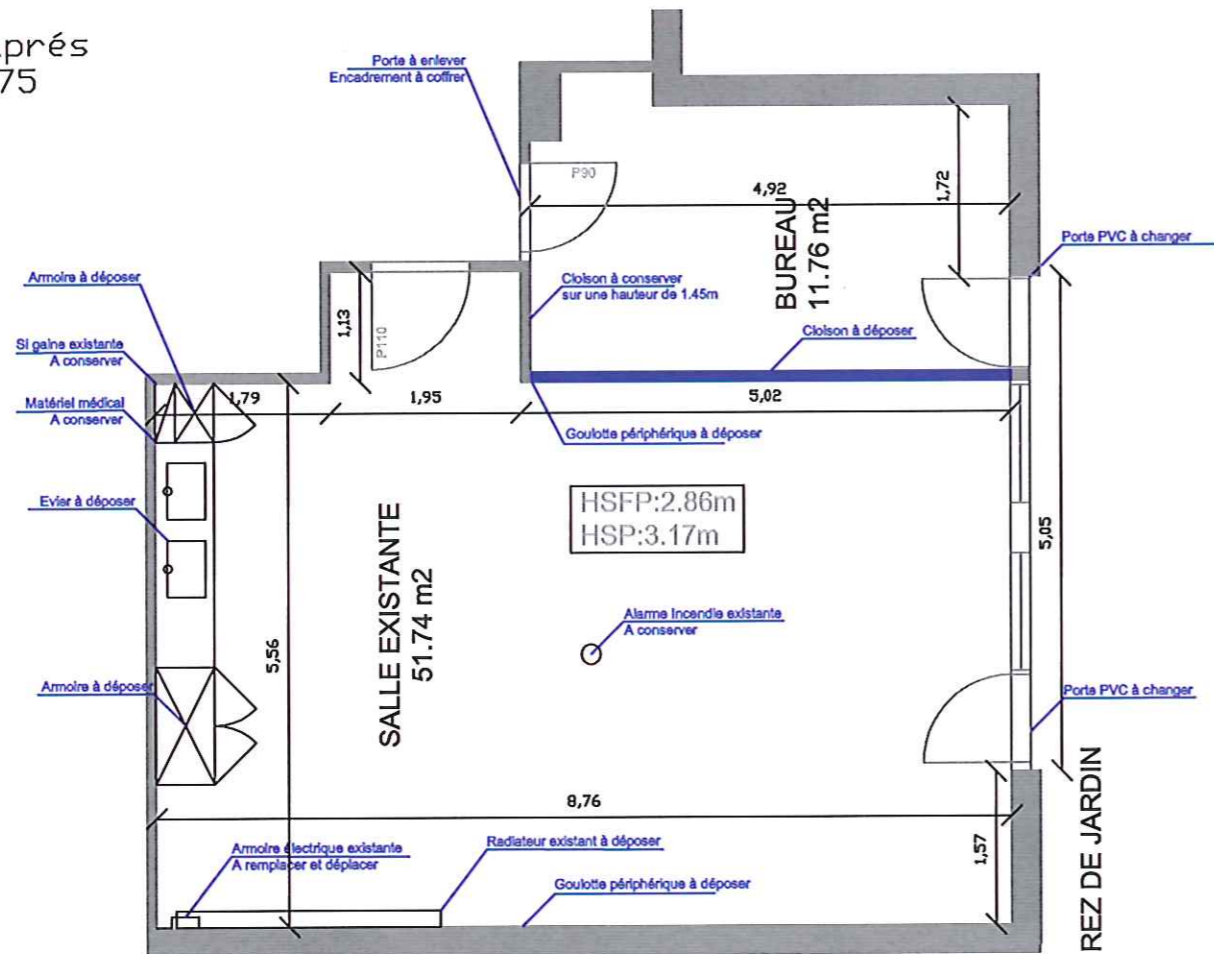 prés
75
Porte à enlever
Encadrement à coffrer
P90
4,92
1,72
BUREAU
11.76 m2
Porte PVC à changer
Armoire à déposer
Cloison à conserver
sur une hauteur de 1.45m
1,13
P110
Cloison à déposer
Si gaine existante
A conserver
Matériel médical
A conserver
1,79
1,95
5,02
Goulotte périphérique à déposer
Evier à déposer
HSFP:2.86m
HSP:3.17m
5,05
SALLE EXISTANTE
51.74 m2
Alarme Incendie existante
A conserver
5,56
Armoire à déposer
Porte PVC à changer
8,76
REZ DE JARDIN
Armoire électrique existante
A remplacer et déplacer
Radiateur existant à déposer
1,57
Goulotte périphérique à déposer